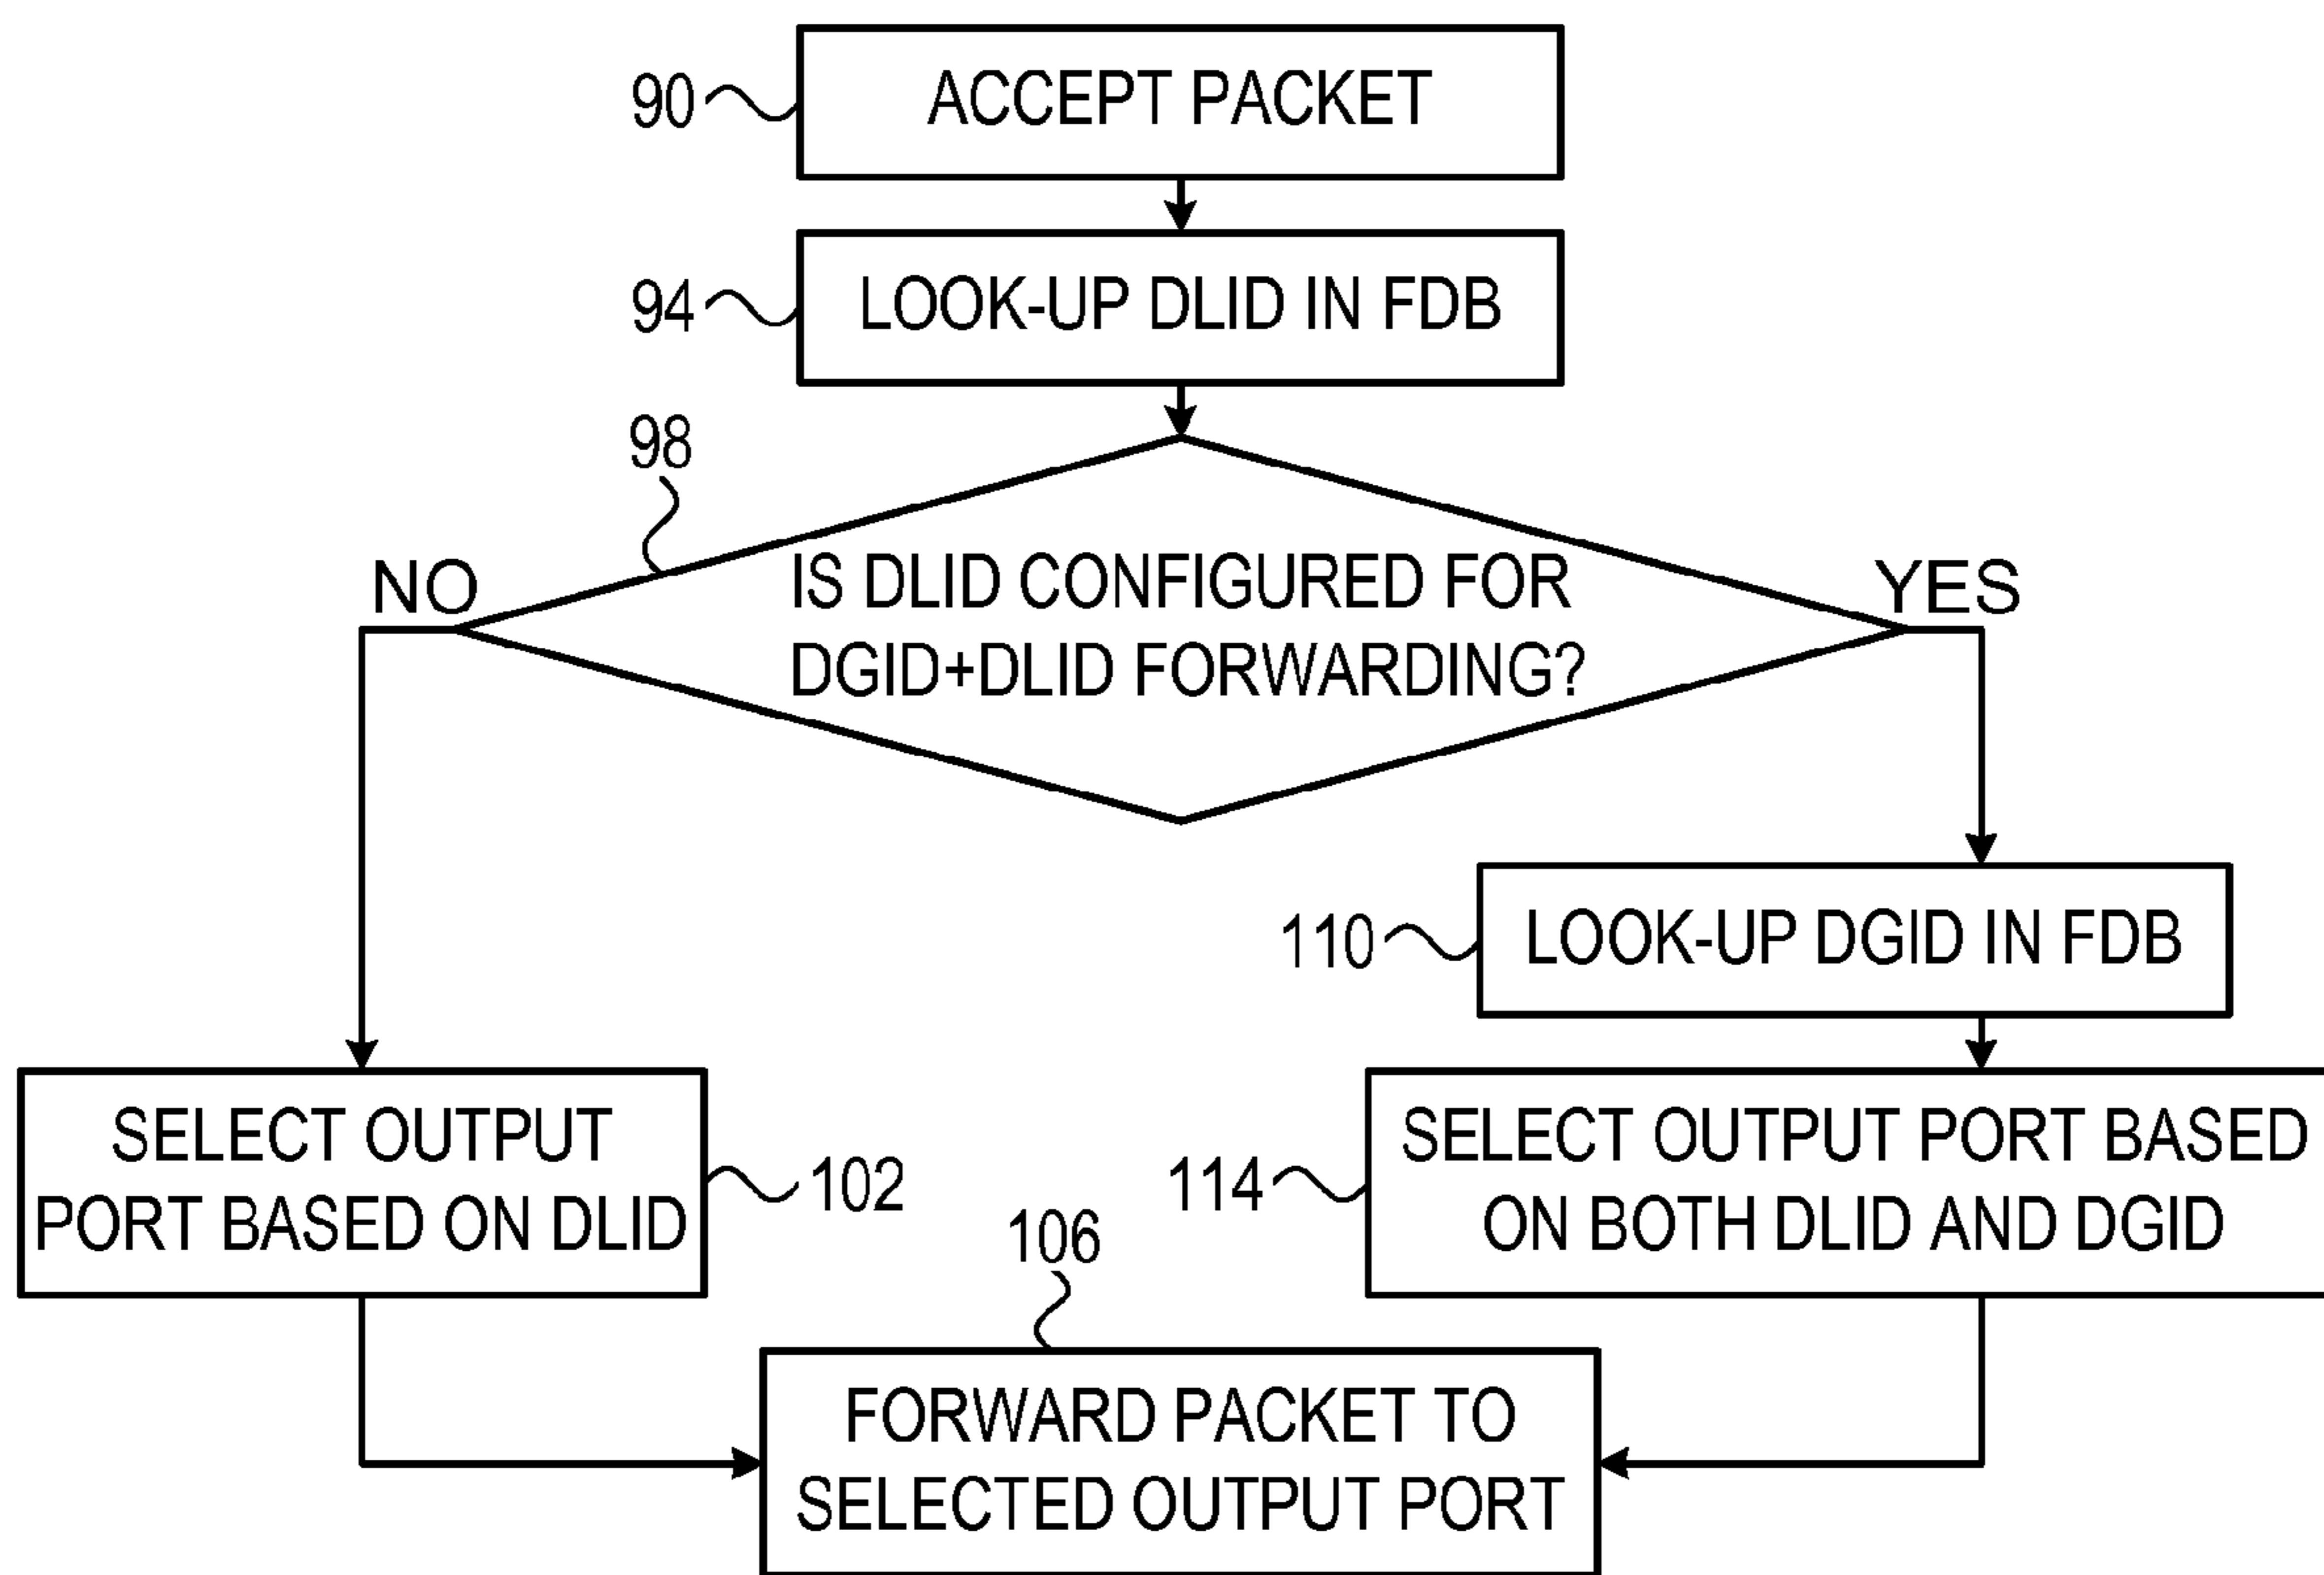 90
ACCEPT PACKET
94
LOOK-UP DLID IN FDB
98
NO
IS DLID CONFIGURED FOR
DGID+DLID FORWARDING?
YES
110
LOOK-UP DGID IN FDB
SELECT OUTPUT
PORT BASED ON DLID
102
114
SELECT OUTPUT PORT BASED
ON BOTH DLID AND DGID
106
FORWARD PACKET TO
SELECTED OUTPUT PORT